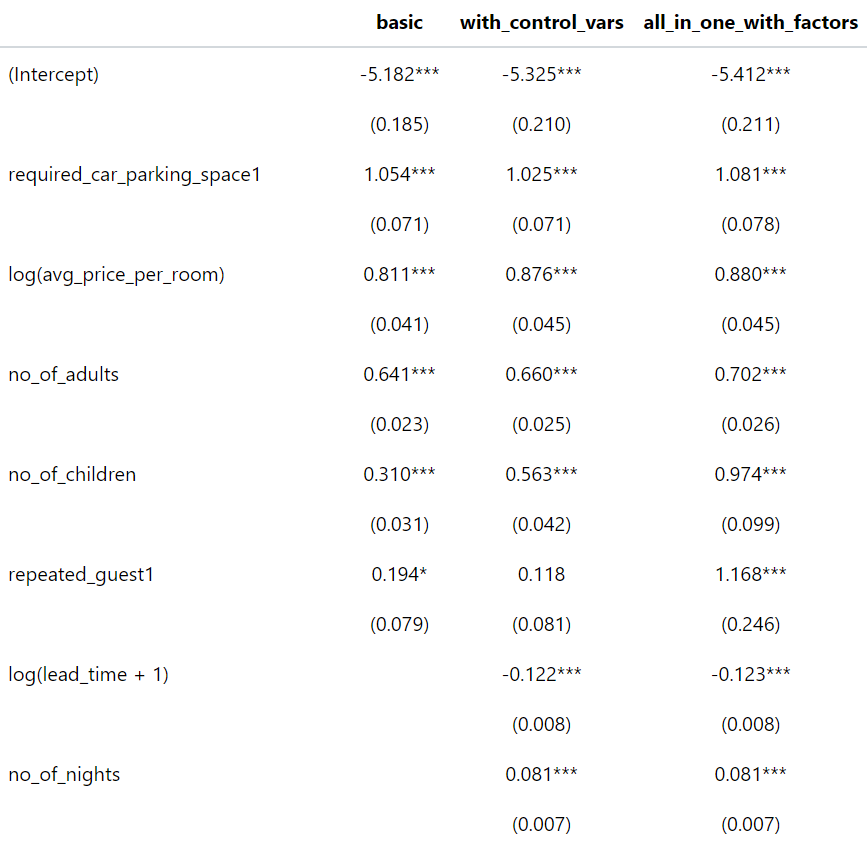 basic with_control_vars all_in_one_with_factors
(Intercept) -5.182*** -5.325*** -5.412***
(0.185) (0.210) (0.211)
required_car_parking_space1 1.054*** 1.025*** 1.081***
(0.071) (0.071) (0.078)
log(avg_price_per_room) 0.811*** 0.876*** 0.880***
(0.041) (0.045) (0.045)
no_of_adults 0.641*** 0.660*** 0.702***
(0.023) (0.025) (0.026)
no_of_children 0.310*** 0.563*** 0.974***
(0.031) (0.042) (0.099)
repeated_guest1 0.194* 0.118 1.168***
(0.079) (0.081) (0.246)
log(lead_time + 1) -0.122*** -0.123***
(0.008) (0.008)
no_of_nights 0.081*** 0.081***
(0.007) (0.007)